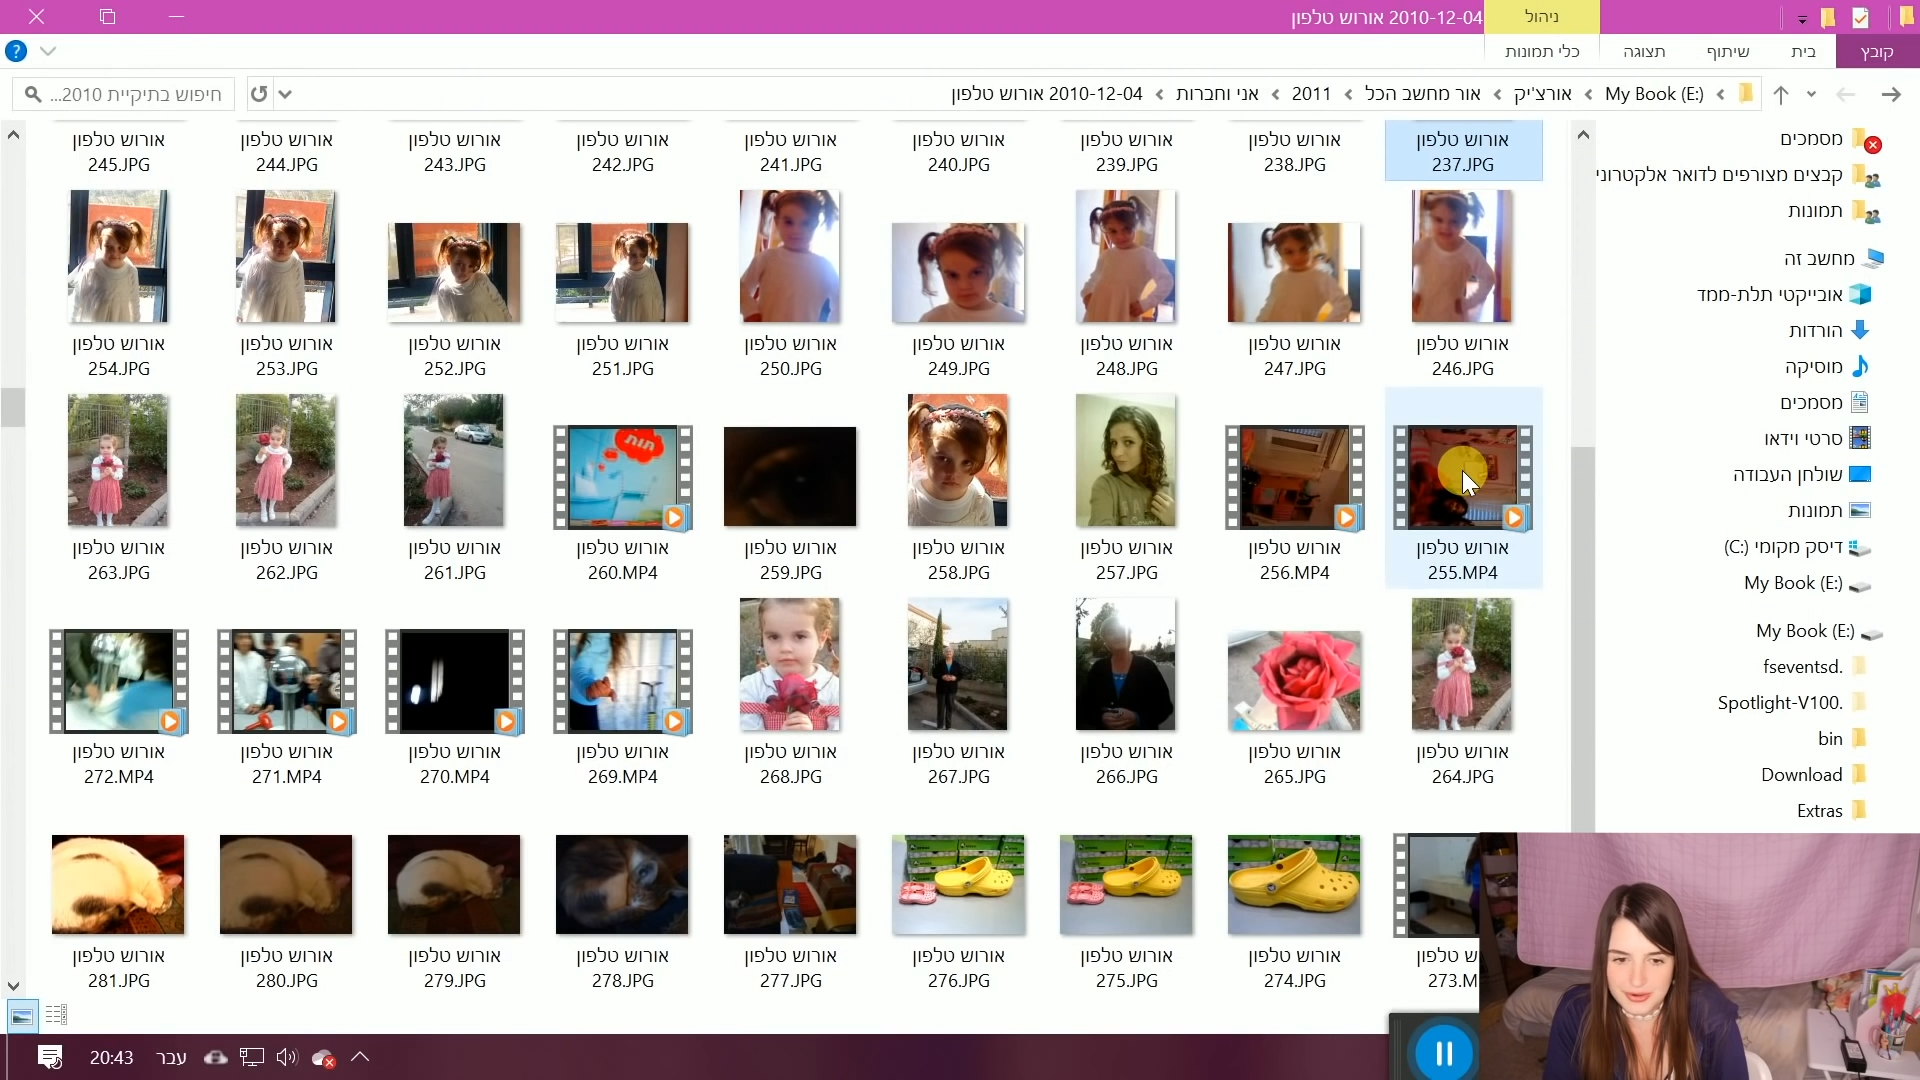 2010-12-04 אורוש טלפון
ניהול
קובץ
בית
שיתוף
תצוגה
כלי תמונות
My Book (E:) › אורצ'יק › אור מחשב הכל › 2011 › אני וחברות › 2010-12-04 אורוש טלפון
חיפוש בתיקיית 2010...
מסמכים
קבצים מצורפים לדואר אלקטרוני
תמונות
מחשב זה
אובייקטי תלת-ממד
הורדות
מוסיקה
מסמכים
סרטי וידאו
שולחן העבודה
תמונות
דיסק מקומי (C:)
My Book (E:)
My Book (E:)
.fseventsd
.Spotlight-V100
bin
Download
Extras
אורוש טלפון 237.JPG
אורוש טלפון 238.JPG
אורוש טלפון 239.JPG
אורוש טלפון 240.JPG
אורוש טלפון 241.JPG
אורוש טלפון 242.JPG
אורוש טלפון 243.JPG
אורוש טלפון 244.JPG
אורוש טלפון 245.JPG
אורוש טלפון 246.JPG
אורוש טלפון 247.JPG
אורוש טלפון 248.JPG
אורוש טלפון 249.JPG
אורוש טלפון 250.JPG
אורוש טלפון 251.JPG
אורוש טלפון 252.JPG
אורוש טלפון 253.JPG
אורוש טלפון 254.JPG
תות
אורוש טלפון 255.MP4
אורוש טלפון 256.MP4
אורוש טלפון 257.JPG
אורוש טלפון 258.JPG
אורוש טלפון 259.JPG
אורוש טלפון 260.MP4
אורוש טלפון 261.JPG
אורוש טלפון 262.JPG
אורוש טלפון 263.JPG
אורוש טלפון 264.JPG
אורוש טלפון 265.JPG
אורוש טלפון 266.JPG
אורוש טלפון 267.JPG
אורוש טלפון 268.JPG
אורוש טלפון 269.MP4
אורוש טלפון 270.MP4
אורוש טלפון 271.MP4
אורוש טלפון 272.MP4
ש טלפון 273.M
אורוש טלפון 274.JPG
אורוש טלפון 275.JPG
אורוש טלפון 276.JPG
אורוש טלפון 277.JPG
אורוש טלפון 278.JPG
אורוש טלפון 279.JPG
אורוש טלפון 280.JPG
אורוש טלפון 281.JPG
עבר
20:43